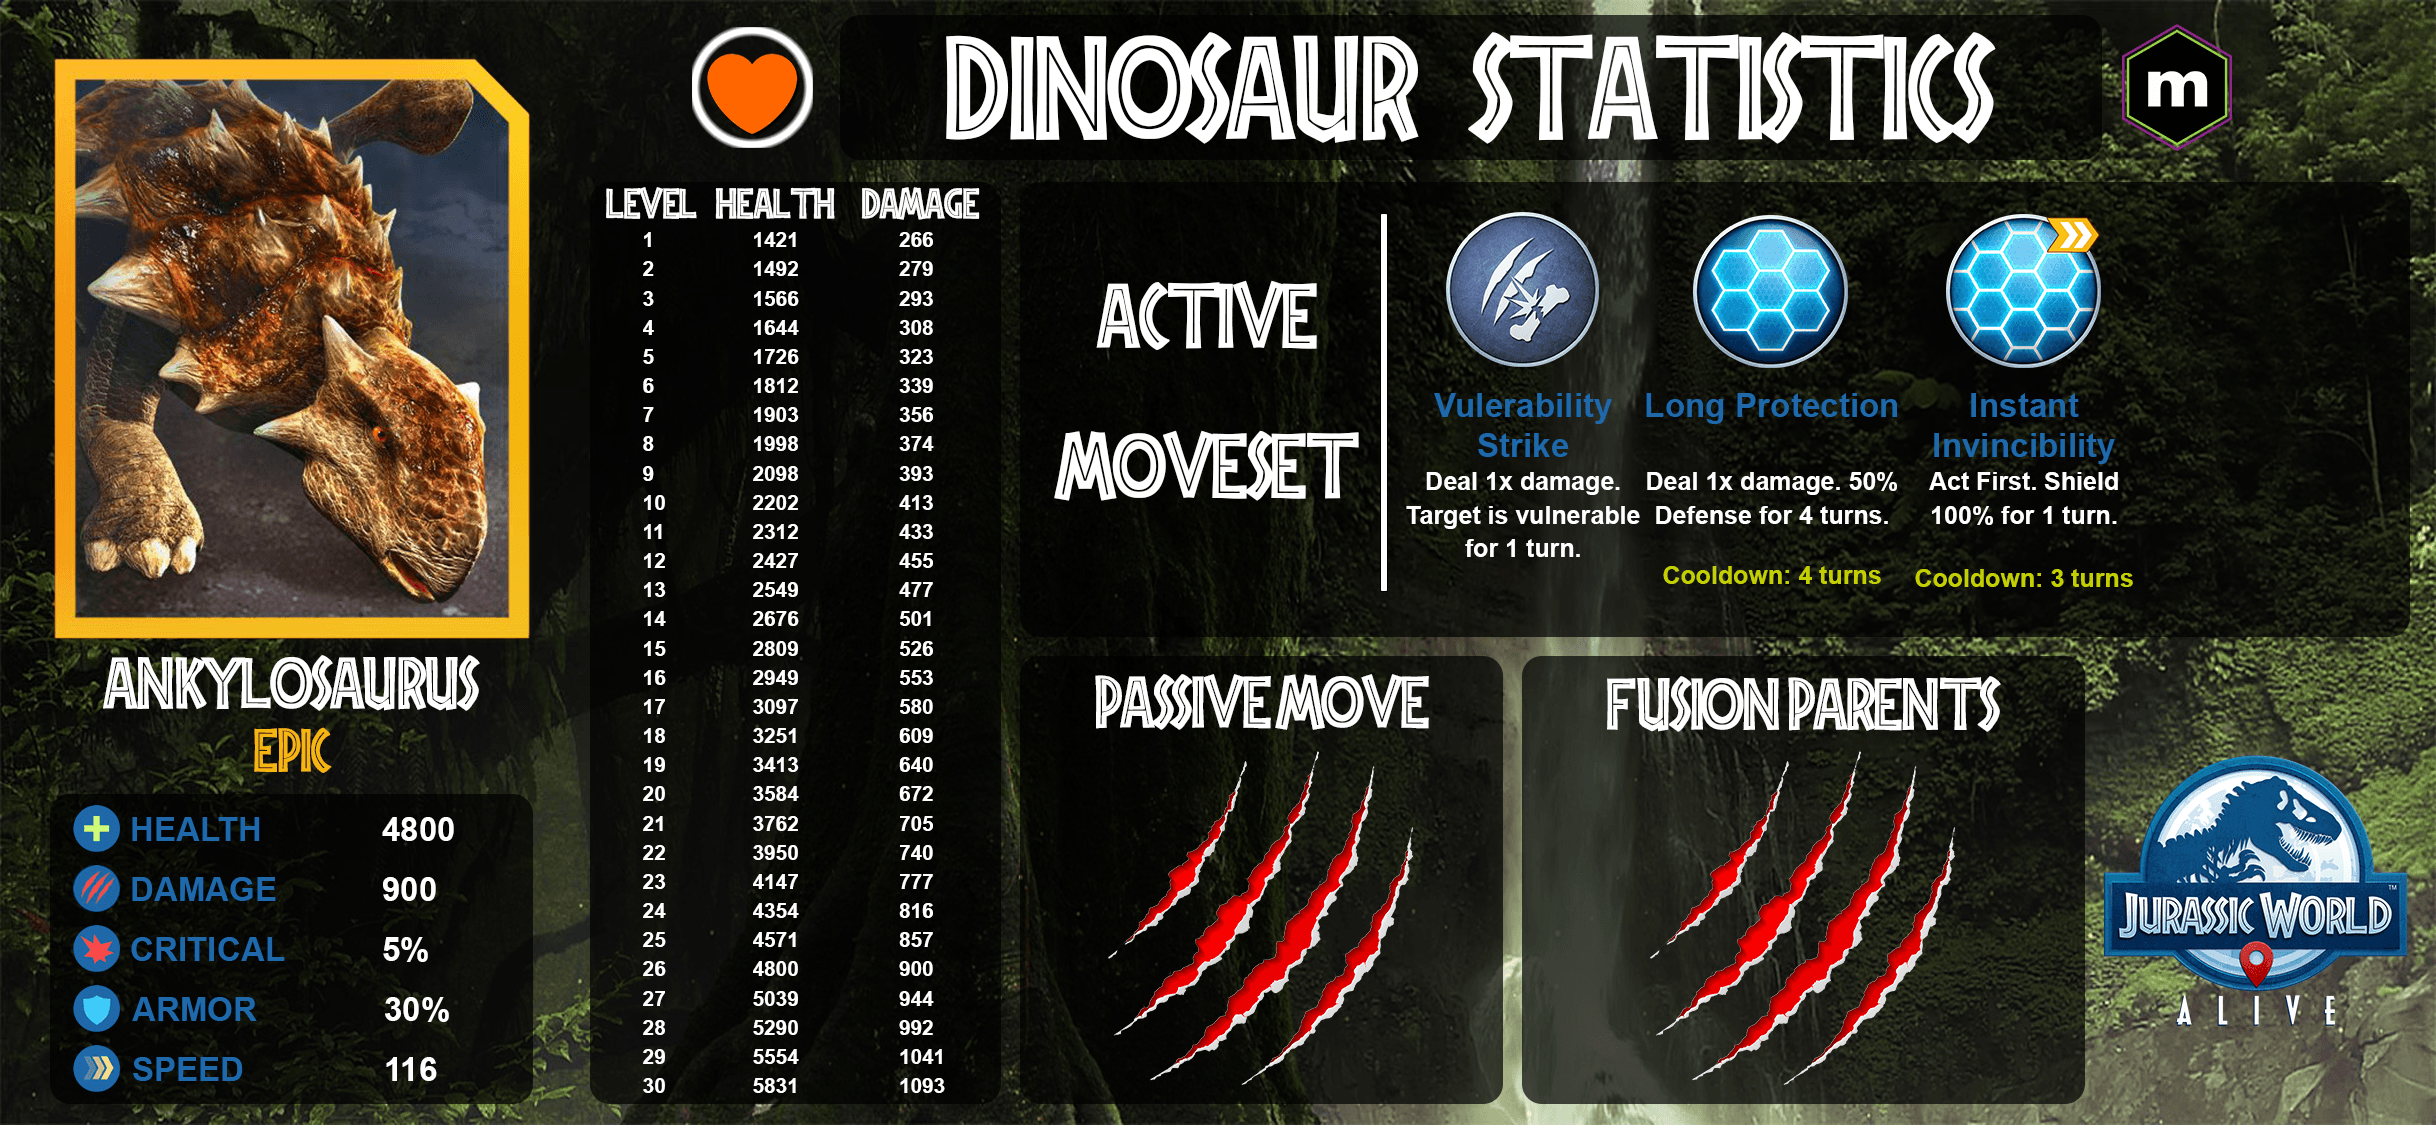 DINOSAUR STATISTICS
m
ANKYLOSAURUS
EPIC
HEALTH 4800
DAMAGE 900
CRITICAL 5%
ARMOR 30%
SPEED 116
LEVEL HEALTH DAMAGE
1 1421 266
2 1492 279
3 1566 293
4 1644 308
5 1726 323
6 1812 339
7 1903 356
8 1998 374
9 2098 393
10 2202 413
11 2312 433
12 2427 455
13 2549 477
14 2676 501
15 2809 526
16 2949 553
17 3097 580
18 3251 609
19 3413 640
20 3584 672
21 3762 705
22 3950 740
23 4147 777
24 4354 816
25 4571 857
26 4800 900
27 5039 944
28 5290 992
29 5554 1041
30 5831 1093
ACTIVE
MOVESET
Vulerability
Strike
Deal 1x damage.
Target is vulnerable
for 1 turn.
Long Protection
Deal 1x damage. 50%
Defense for 4 turns.
Cooldown: 4 turns
Instant
Invincibility
Act First. Shield
100% for 1 turn.
Cooldown: 3 turns
PASSIVE MOVE
FUSION PARENTS
JURASSIC WORLD™
ALIVE